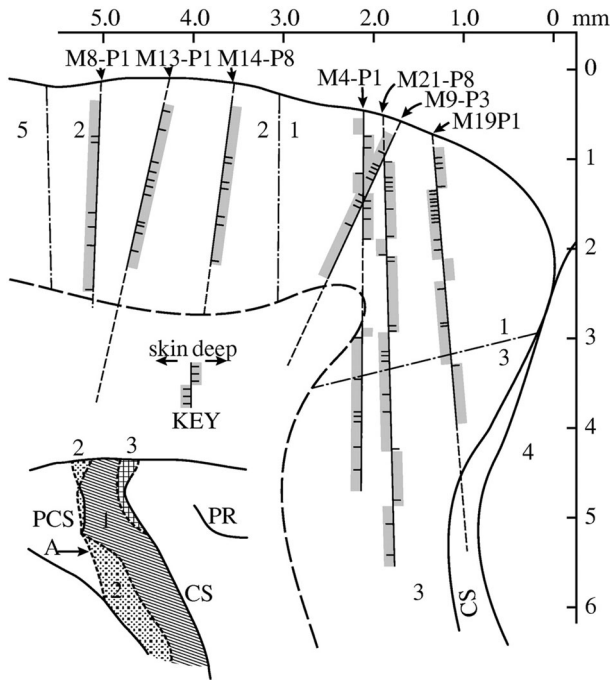 5.0 4.0 3.0 2.0 1.0 0 mm
M8-P1 M13-P1 M14-P8
M4-P1 M21-P8
M9-P3
M19P1
0
1
2
3
4
5
6
5 2 2 1
1
3
4
3
CS
skin deep
KEY
2 3
PCS 1 PR
A
2 CS